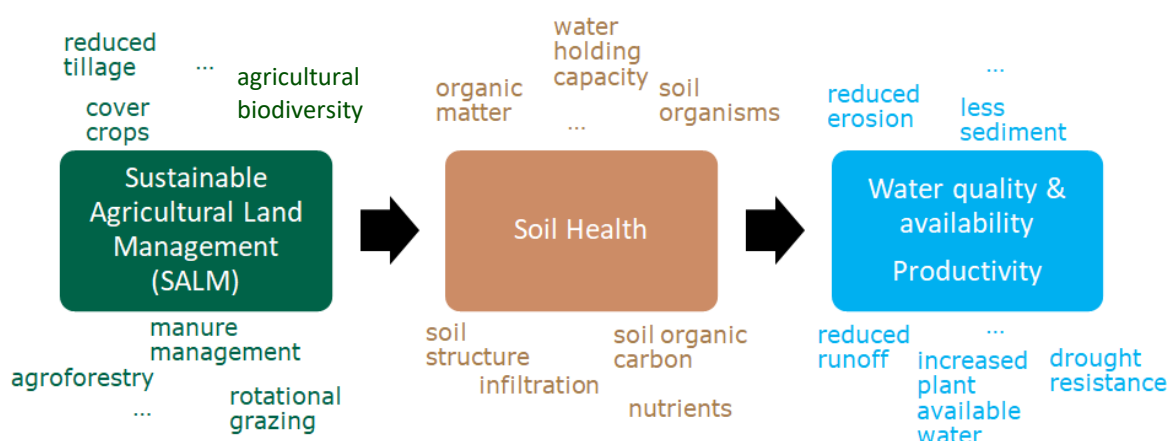 reduced
tillage
...
agricultural
biodiversity
cover
crops
Sustainable
Agricultural Land
Management
(SALM)
manure
management
agroforestry
...
rotational
grazing
water
holding
capacity
organic
matter
...
soil
organisms
Soil Health
soil
structure
infiltration
soil organic
carbon
nutrients
...
reduced
erosion
less
sediment
Water quality &
availability
Productivity
reduced
runoff
...
increased
plant
available
water
drought
resistance